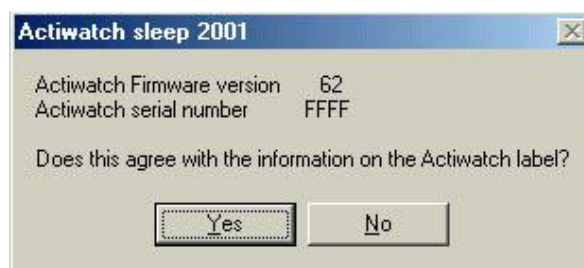 Actiwatch sleep 2001
Actiwatch Firmware version 62
Actiwatch serial number FFFF
Does this agree with the information on the Actiwatch label?
Yes No